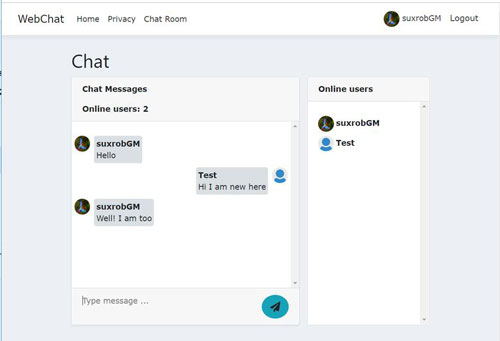 WebChat Home Privacy Chat Room suxrobGM Logout
Chat
Chat Messages
Online users: 2
suxrobGM
Hello
Test
Hi I am new here
suxrobGM
Well! I am too
Type message ...
Online users
suxrobGM
Test